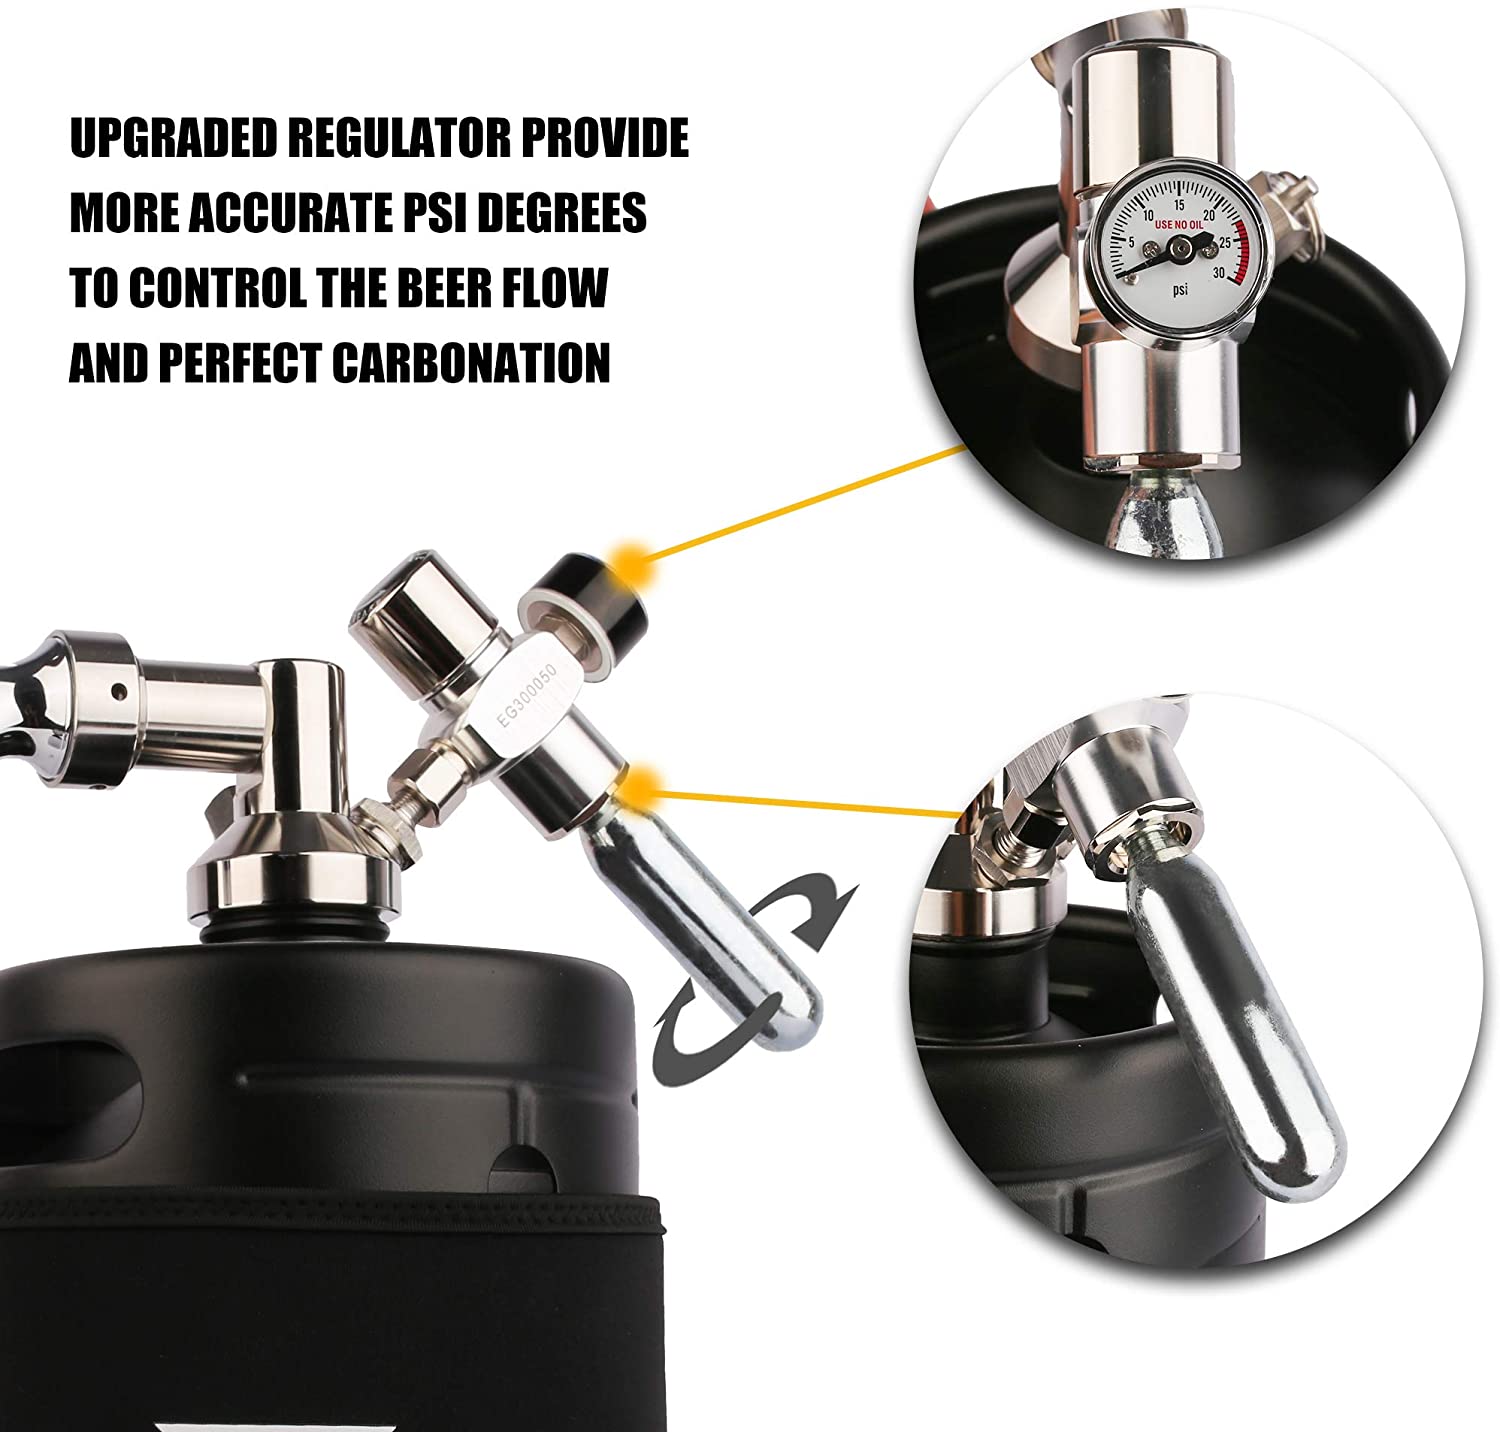 UPGRADED REGULATOR PROVIDE
MORE ACCURATE PSI DEGREES
TO CONTROL THE BEER FLOW
AND PERFECT CARBONATION
5
10
15
20
25
30
USE NO OIL
psi
EG300050